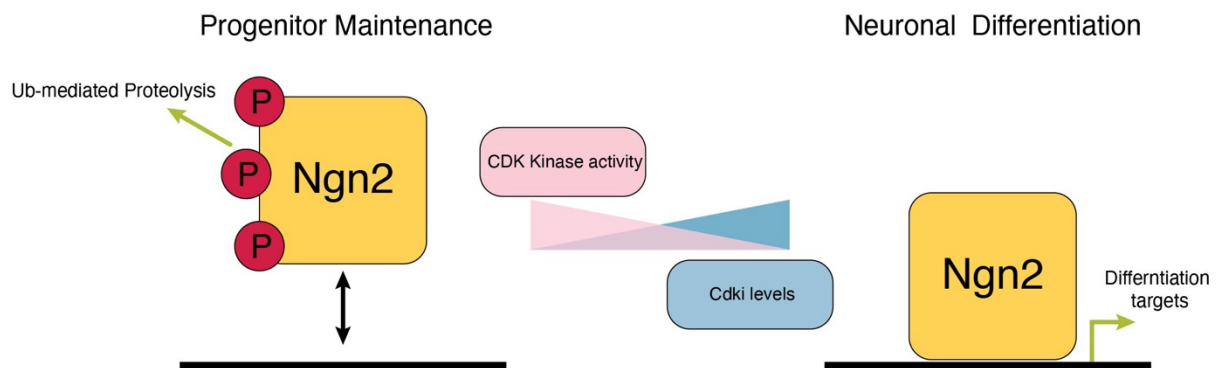 Progenitor Maintenance
Neuronal Differentiation
Ub-mediated Proteolysis
P
P
P
Ngn2
CDK Kinase activity
Cdki levels
Ngn2
Differntiation
targets